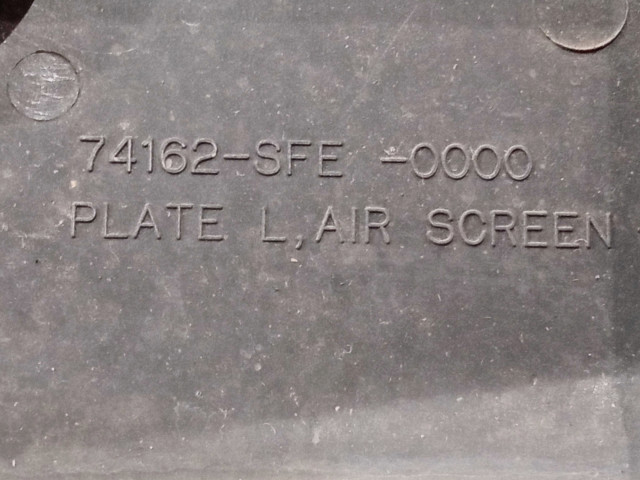 74162-SFE -0000
PLATE L, AIR SCREEN